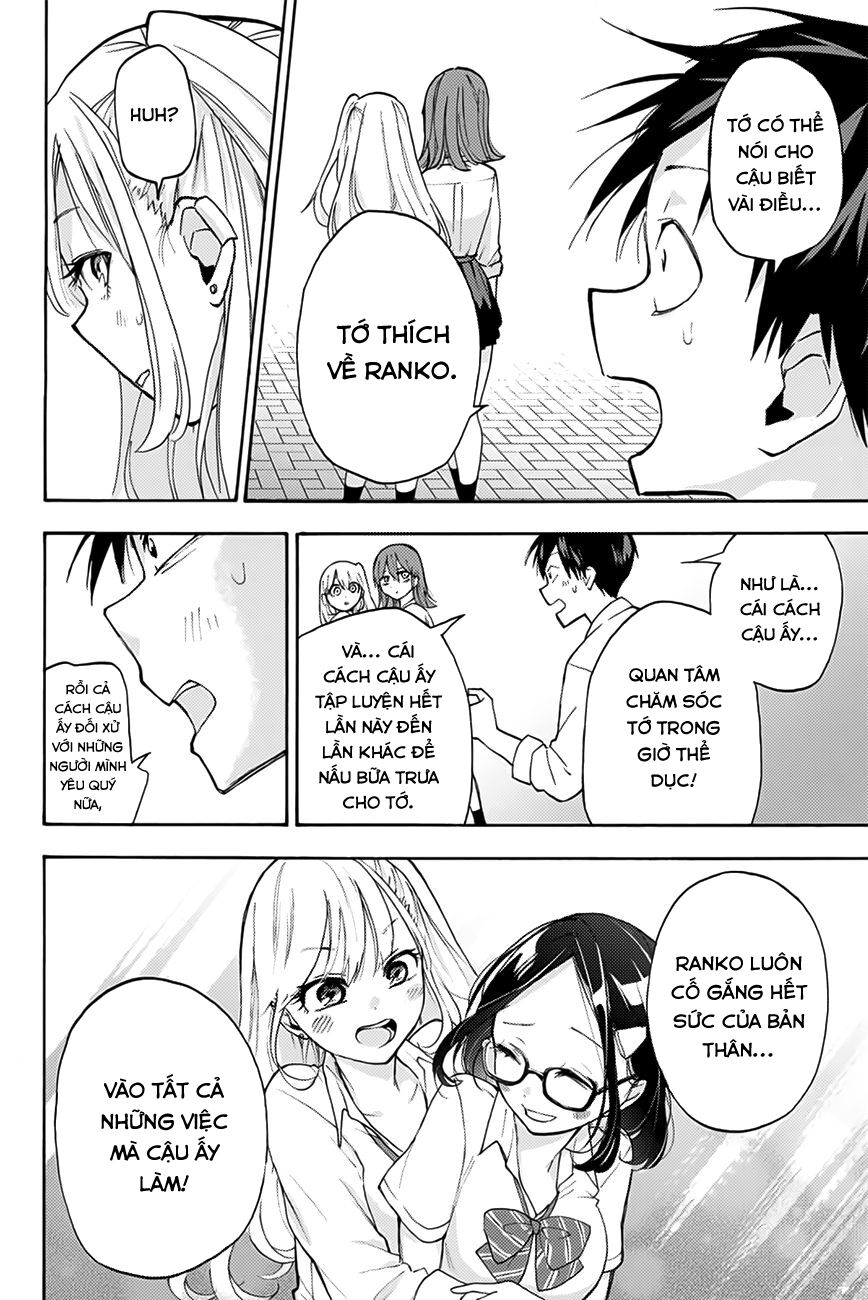 TỚ CÓ THỂ
NÓI CHO
CẬU BIẾT
VÀI ĐIỀU...
TỚ THÍCH
VỀ RANKO.
HUH?
NHƯ LÀ...
CÁI CÁCH
CẬU ẤY...
QUAN TÂM
CHĂM SÓC
TỚ TRONG
GIỜ THỂ
DỤC!
VÀ... CÁI
CÁCH CẬU ẤY
TẬP LUYỆN HẾT
LẦN NÀY ĐẾN
LẦN KHÁC ĐỂ
NẤU BỮA TRƯA
CHO TỚ.
RỒI CẢ
CÁCH CẬU
ẤY ĐỐI XỬ
VỚI NHỮNG
NGƯỜI MÌNH
YÊU QUÝ
NỮA,
RANKO LUÔN
CỐ GẮNG HẾT
SỨC CỦA BẢN
THÂN...
VÀO TẤT CẢ
NHỮNG VIỆC
MÀ CẬU ẤY
LÀM!